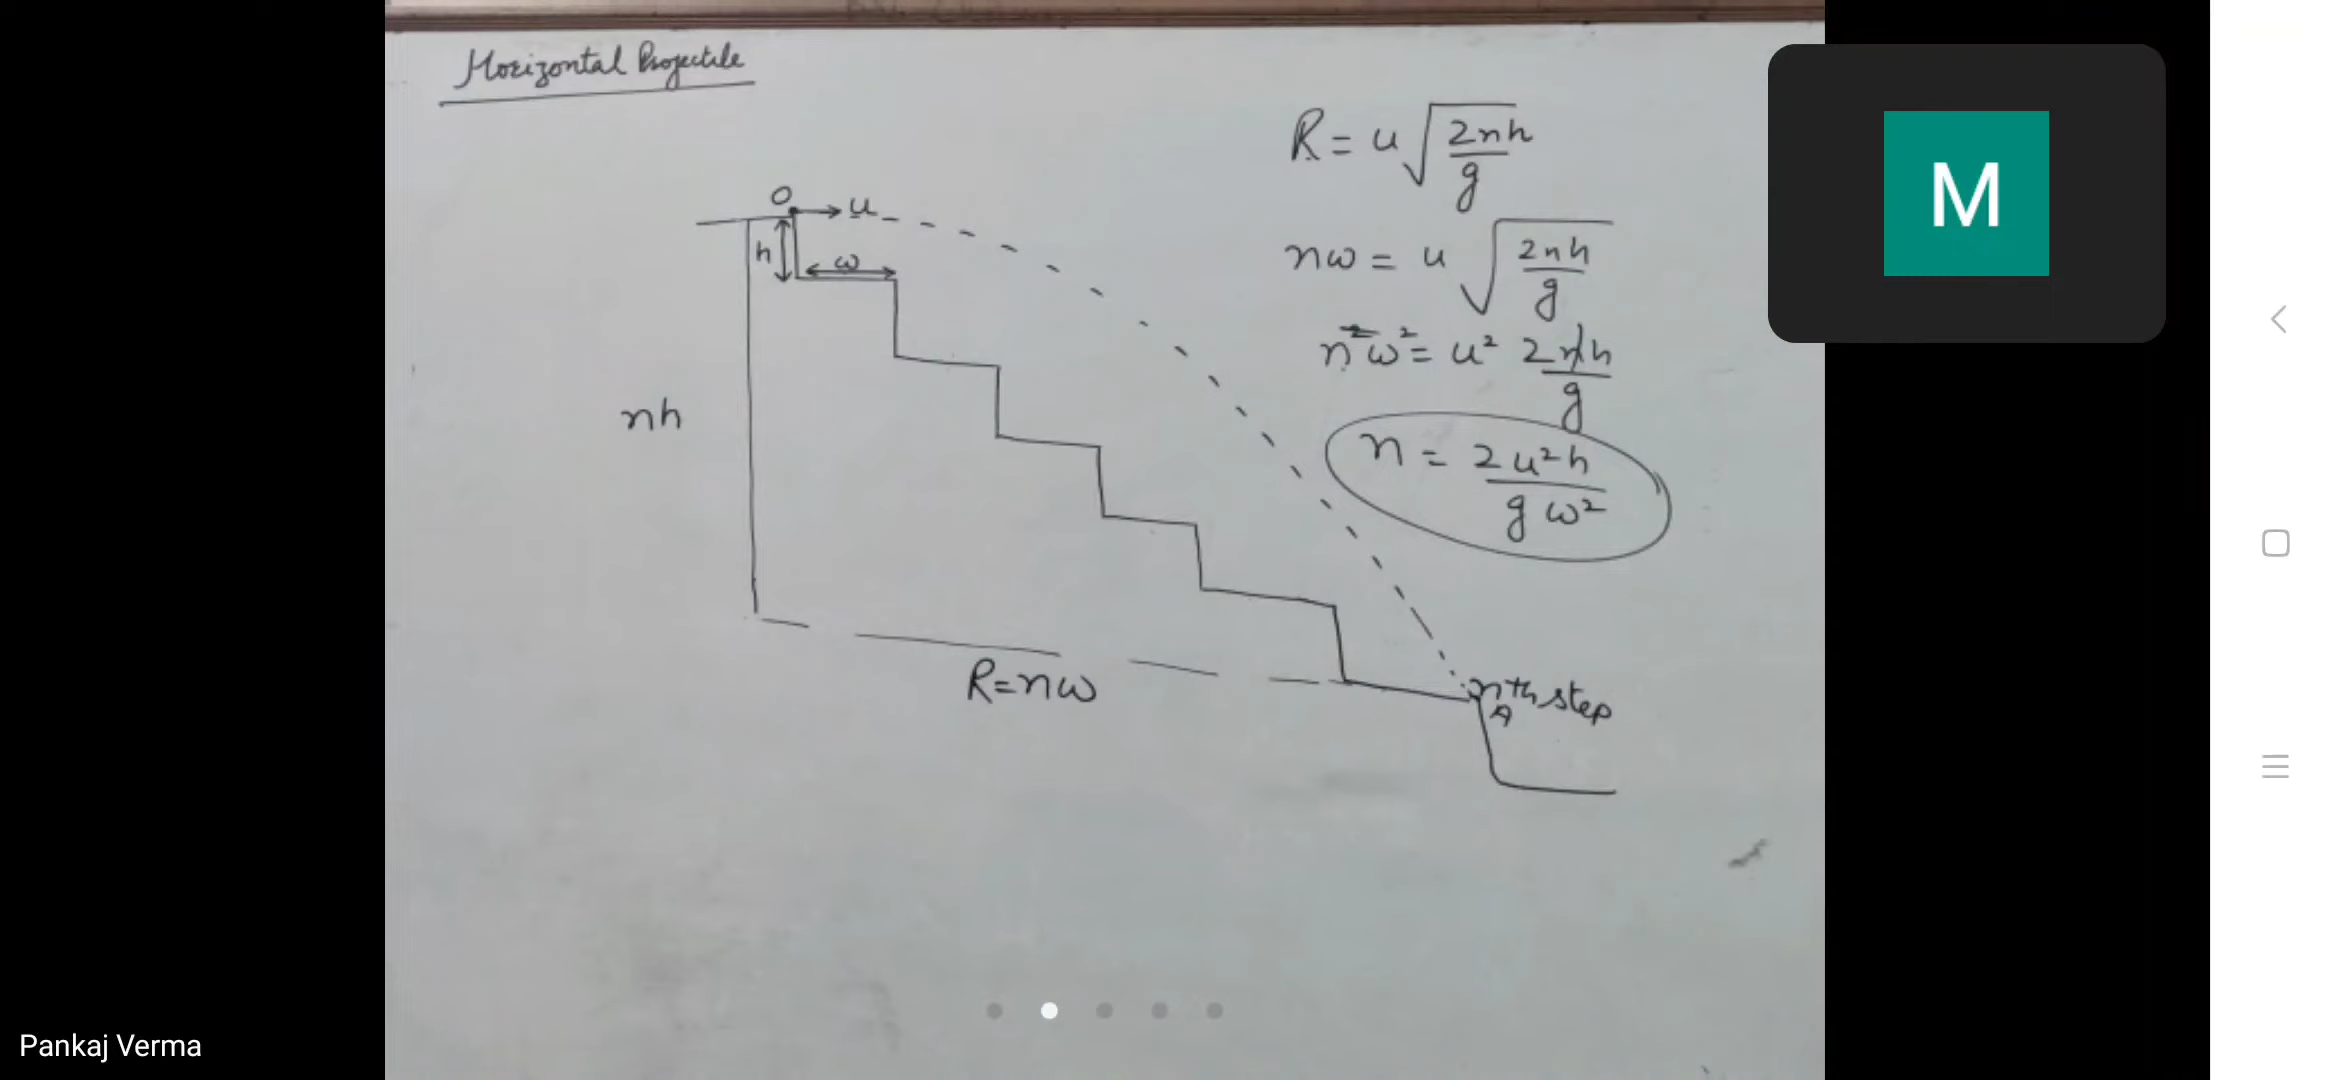 Horizontal Projectile
R = u √(2nh/g)
O
u
h
ω
nω = u √(2nh/g)
n²ω² = u² 2nh/g
nh
n = 2u²h/gω²
R=nω
nth step
A
M
Pankaj Verma